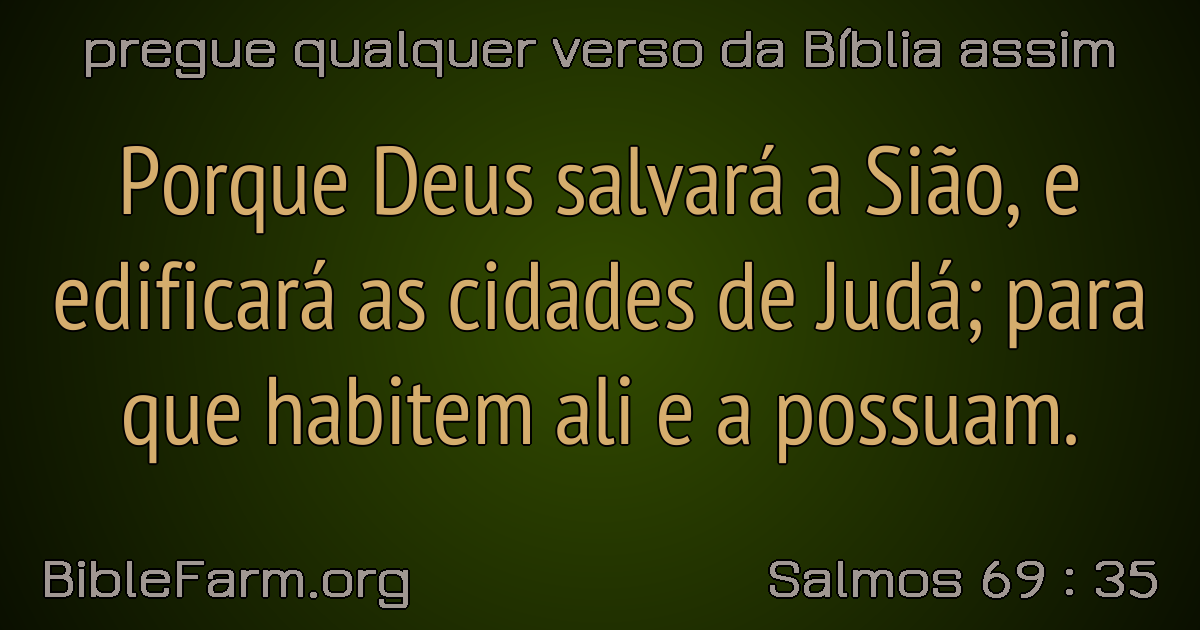 pregue qualquer verso da Bíblia assim
Porque Deus salvará a Sião, e
edificará as cidades de Judá; para
que habitem ali e a possuam.
BibleFarm.org
Salmos 69 : 35